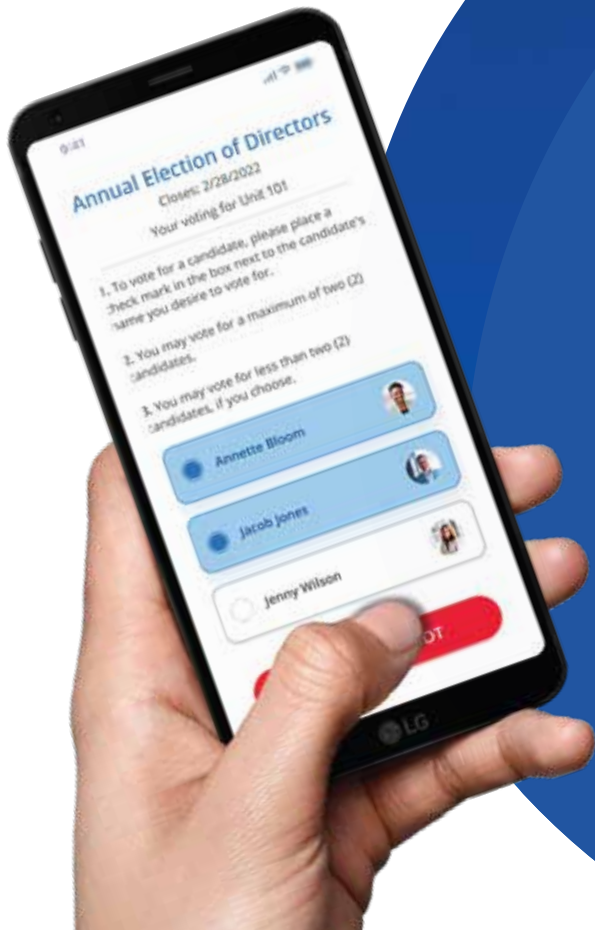 9:41
Annual Election of Directors
Closes: 2/28/2022
Your voting for Unit 101
1. To vote for a candidate, please place a
check mark in the box next to the candidate's
name you desire to vote for.
2. You may vote for a maximum of two (2)
candidates.
3. You may vote for less than two (2)
candidates, if you choose.
Annette Bloom
Jacob Jones
Jenny Wilson
OT
LG